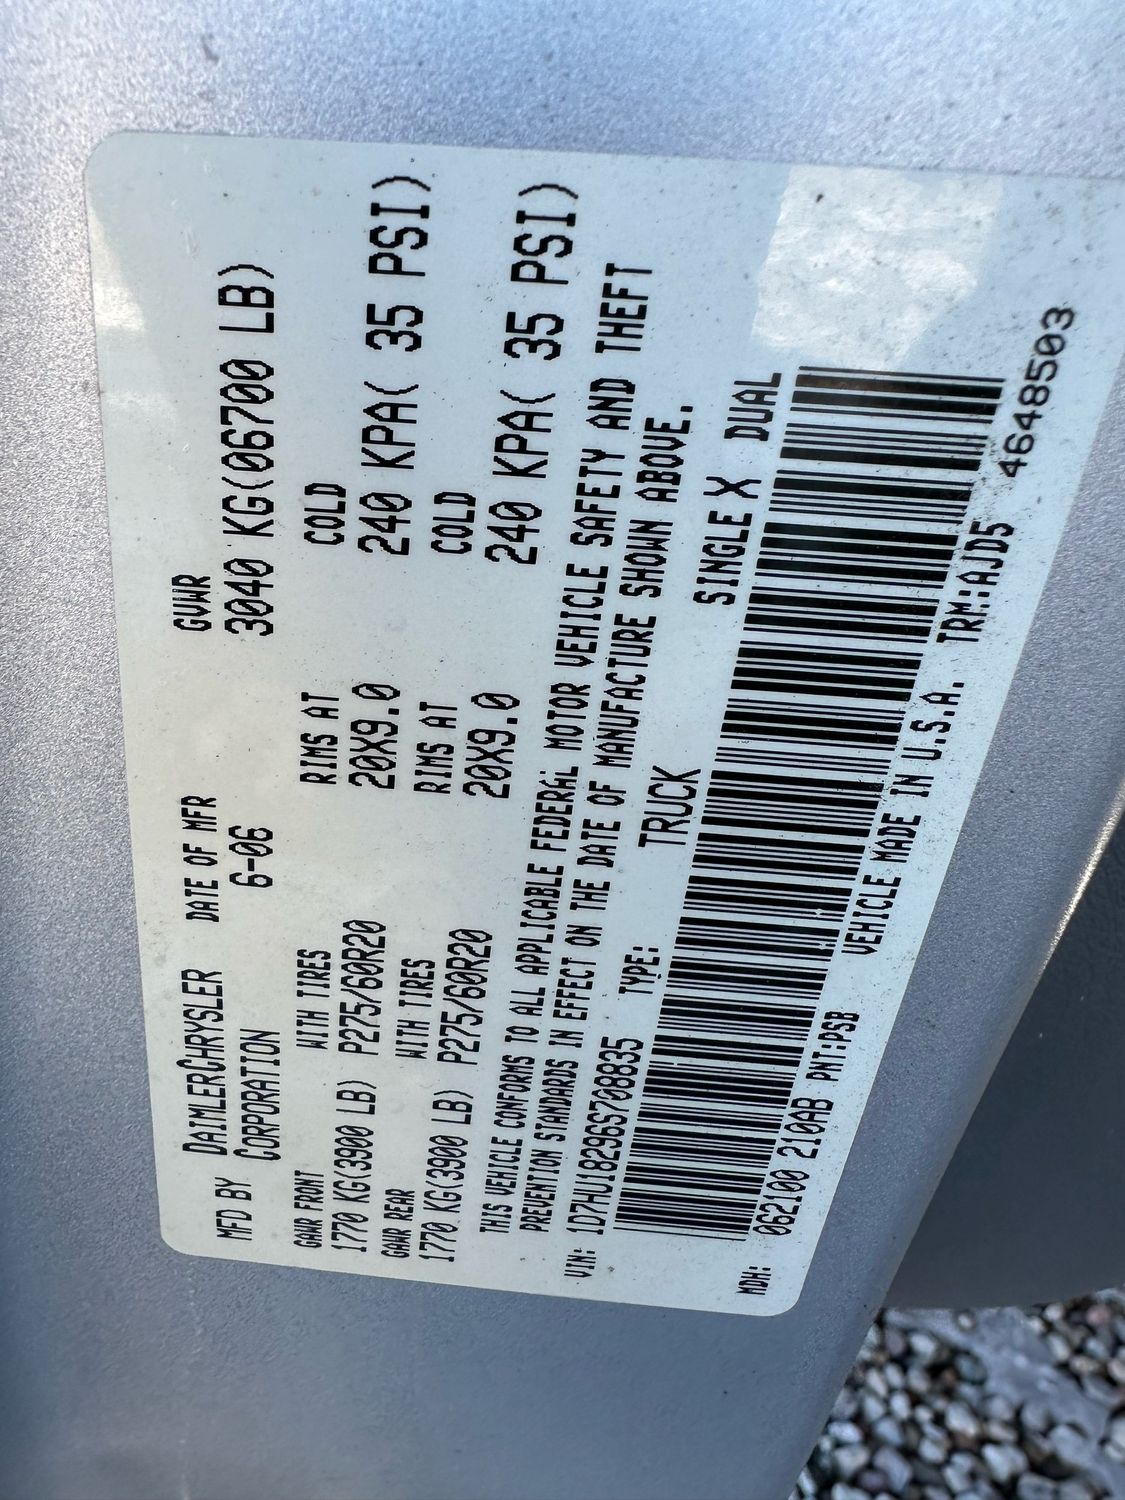 MFD BY DAIMLERCHRYSLER DATE OF MFR GVWR
CORPORATION 6-06 3040 KG(06700 LB)
GAWR FRONT WITH TIRES RIMS AT COLD
1770 KG(3900 LB) P275/60R20 20X9.0 240 KPA( 35 PSI)
GAWR REAR WITH TIRES RIMS AT COLD
1770 KG(3900 LB) P275/60R20 20X9.0 240 KPA( 35 PSI)
THIS VEHICLE CONFORMS TO ALL APPLICABLE FEDERAL MOTOR VEHICLE SAFETY AND THEFT
PREVENTION STANDARDS IN EFFECT ON THE DATE OF MANUFACTURE SHOWN ABOVE.
VIN: 1D7HU18296S708835 TYPE: TRUCK SINGLE X DUAL
MDH: 062100 210AB PNT:PSB VEHICLE MADE IN U.S.A. TRM:AJD5 4648503